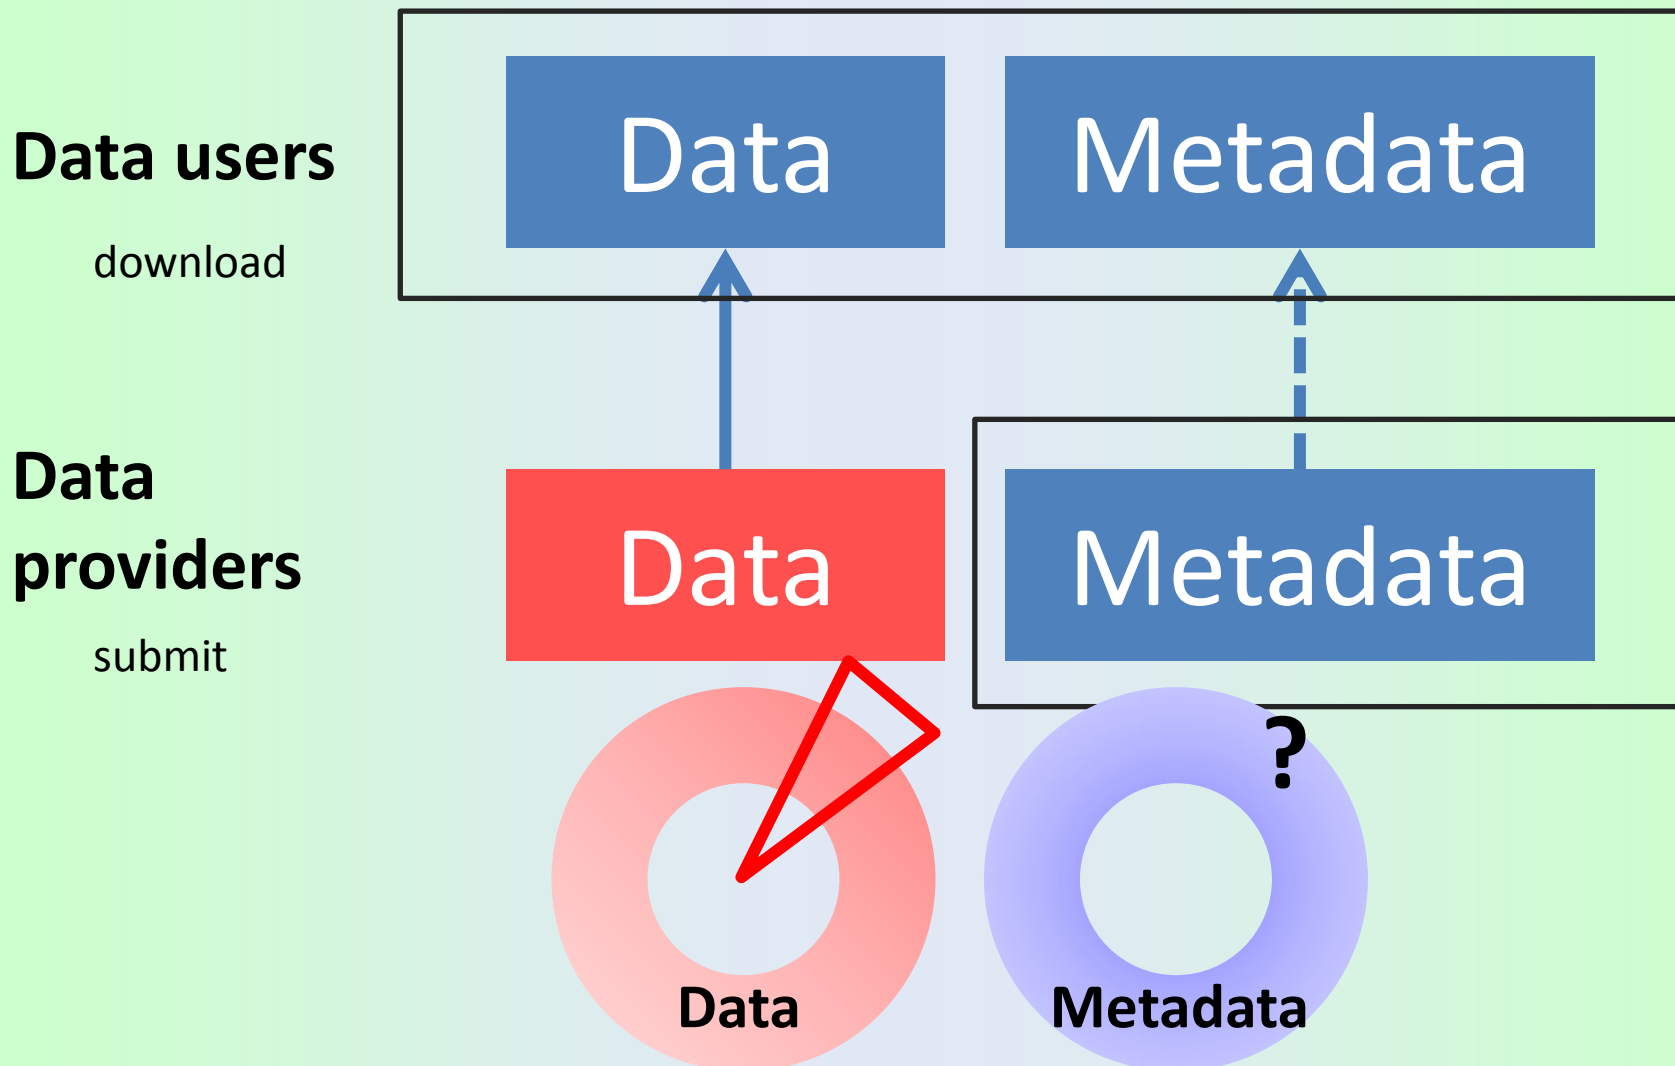 Data users
download
Data
Metadata
Data
providers
submit
Data
Metadata
?
Data
Metadata